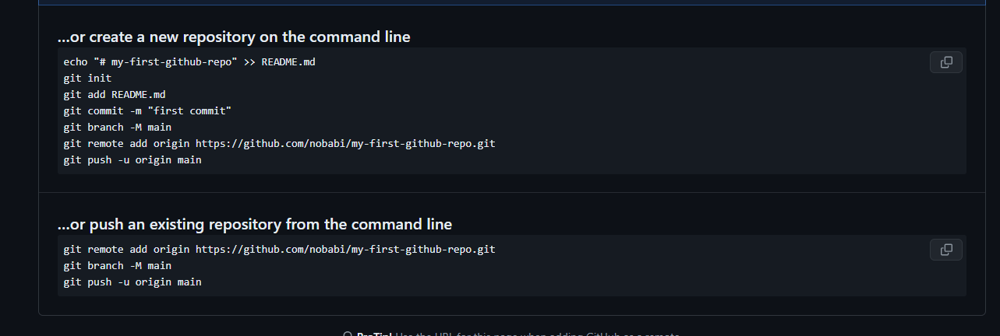 ...or create a new repository on the command line
echo "# my-first-github-repo" >> README.md
git init
git add README.md
git commit -m "first commit"
git branch -M main
git remote add origin https://github.com/nobabi/my-first-github-repo.git
git push -u origin main
...or push an existing repository from the command line
git remote add origin https://github.com/nobabi/my-first-github-repo.git
git branch -M main
git push -u origin main
ProTip! Use the URL for this page when adding GitHub as a remote.